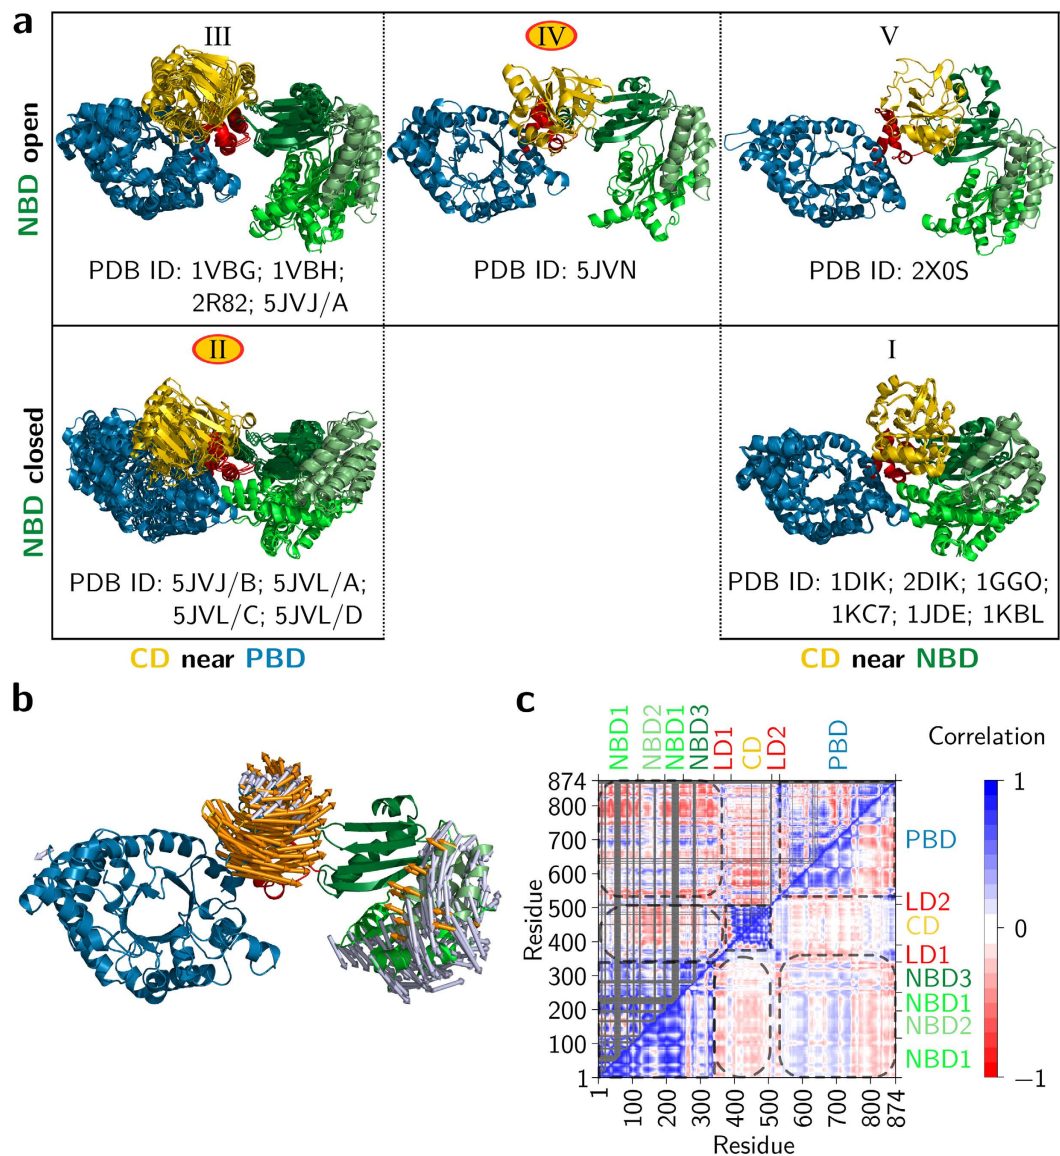 a
III
IV
V
NBD open
PDB ID: 1VBG; 1VBH;
2R82; 5JVJ/A
PDB ID: 5JVN
PDB ID: 2X0S
II
I
NBD closed
PDB ID: 5JVJ/B; 5JVL/A;
5JVL/C; 5JVL/D
PDB ID: 1DIK; 2DIK; 1GGO;
1KC7; 1JDE; 1KBL
CD near PBD
CD near NBD
b
c
NBD1
NBD2
NBD1
NBD3
LD1
CD
LD2
PBD
Correlation
874
800
700
600
500
400
300
200
100
1
Residue
PBD
LD2
CD
LD1
NBD3
NBD1
NBD2
NBD1
1
0
−1
1
100
200
300
400
500
600
700
800
874
Residue